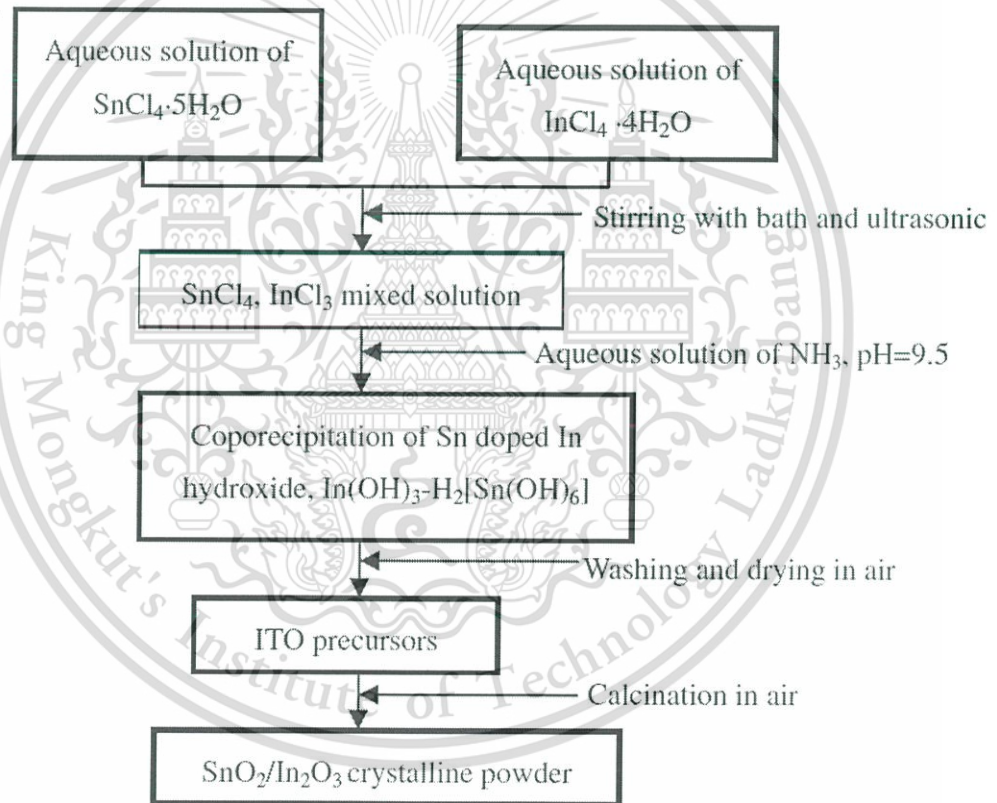 Aqueous solution of
SnCl₄·5H₂O
Aqueous solution of
InCl₄ ·4H₂O
Stirring with bath and ultrasonic
SnCl₄, InCl₃ mixed solution
Aqueous solution of NH₃, pH=9.5
Coporecipitation of Sn doped In
hydroxide, In(OH)₃-H₂[Sn(OH)₆]
Washing and drying in air
ITO precursors
Calcination in air
SnO₂/In₂O₃ crystalline powder
King Mongkut's Institute of Technology Ladkrabang